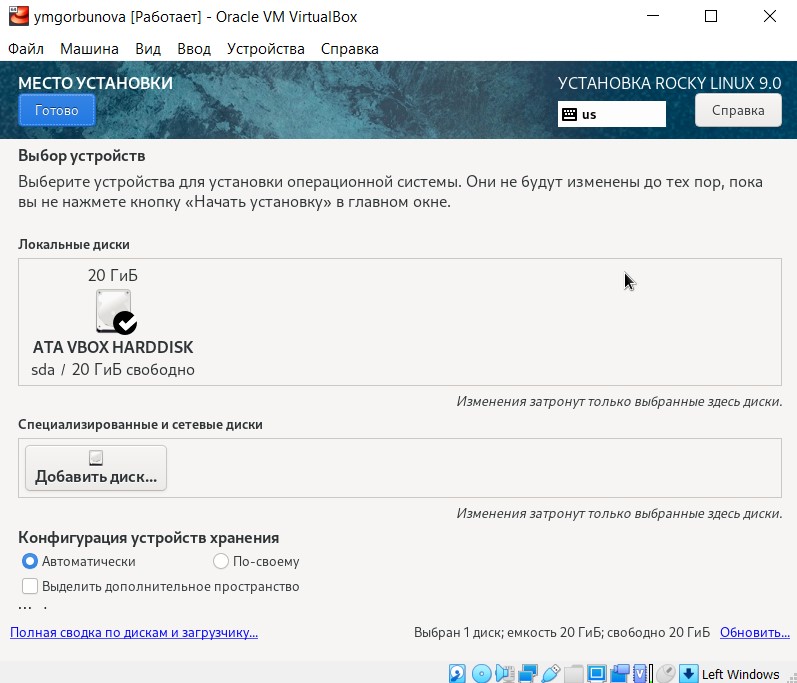 ymgorbunova [Работает] - Oracle VM VirtualBox
Файл Машина Вид Ввод Устройства Справка
МЕСТО УСТАНОВКИ
УСТАНОВКА ROCKY LINUX 9.0
Готово
us
Справка
Выбор устройств
Выберите устройства для установки операционной системы. Они не будут изменены до тех пор, пока
вы не нажмете кнопку «Начать установку» в главном окне.
Локальные диски
20 ГиБ
ATA VBOX HARDDISK
sda / 20 ГиБ свободно
Изменения затронут только выбранные здесь диски.
Специализированные и сетевые диски
Добавить диск...
Изменения затронут только выбранные здесь диски.
Конфигурация устройств хранения
Автоматически По-своему
Выделить дополнительное пространство
Полная сводка по дискам и загрузчику... Выбран 1 диск; емкость 20 ГиБ; свободно 20 ГиБ Обновить...
Left Windows